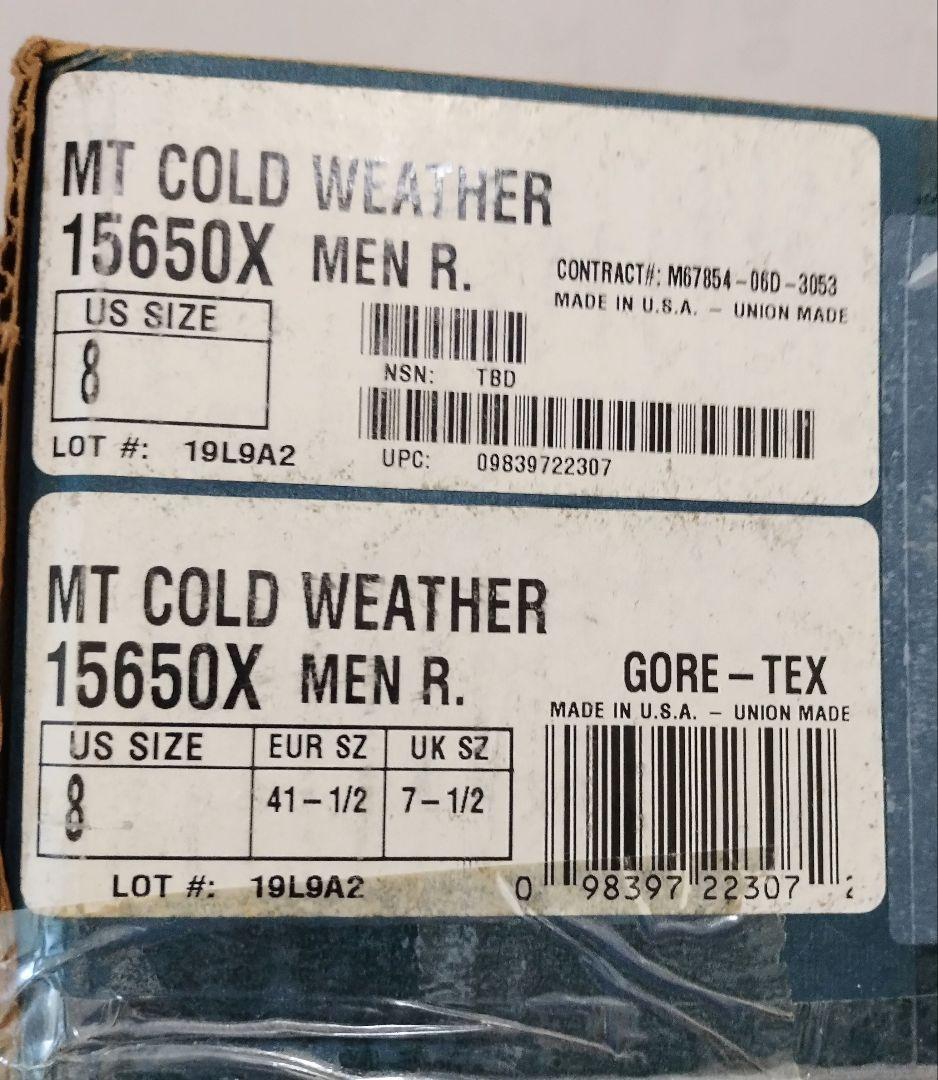 MT COLD WEATHER
15650X MEN R.
CONTRACT#: M67854-06D-3053
MADE IN U.S.A. - UNION MADE
US SIZE
8
NSN: TBD
LOT #: 19L9A2
UPC: 09839722307
MT COLD WEATHER
15650X MEN R.
GORE-TEX
MADE IN U.S.A. - UNION MADE
US SIZE EUR SZ UK SZ
8 41-1/2 7-1/2
LOT #: 19L9A2
0 98397 22307 2